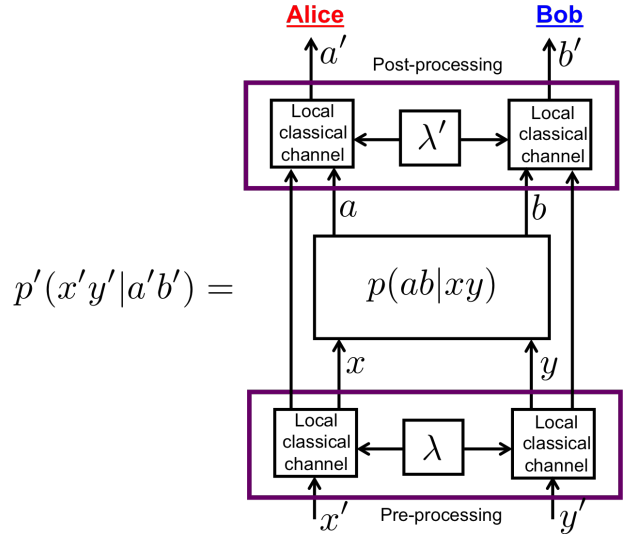 Alice Bob
a′ b′
Post-processing
Local classical channel
λ′
Local classical channel
a b
p′(x′y′|a′b′) =
p(ab|xy)
x y
Local classical channel
λ
Local classical channel
x′ y′
Pre-processing